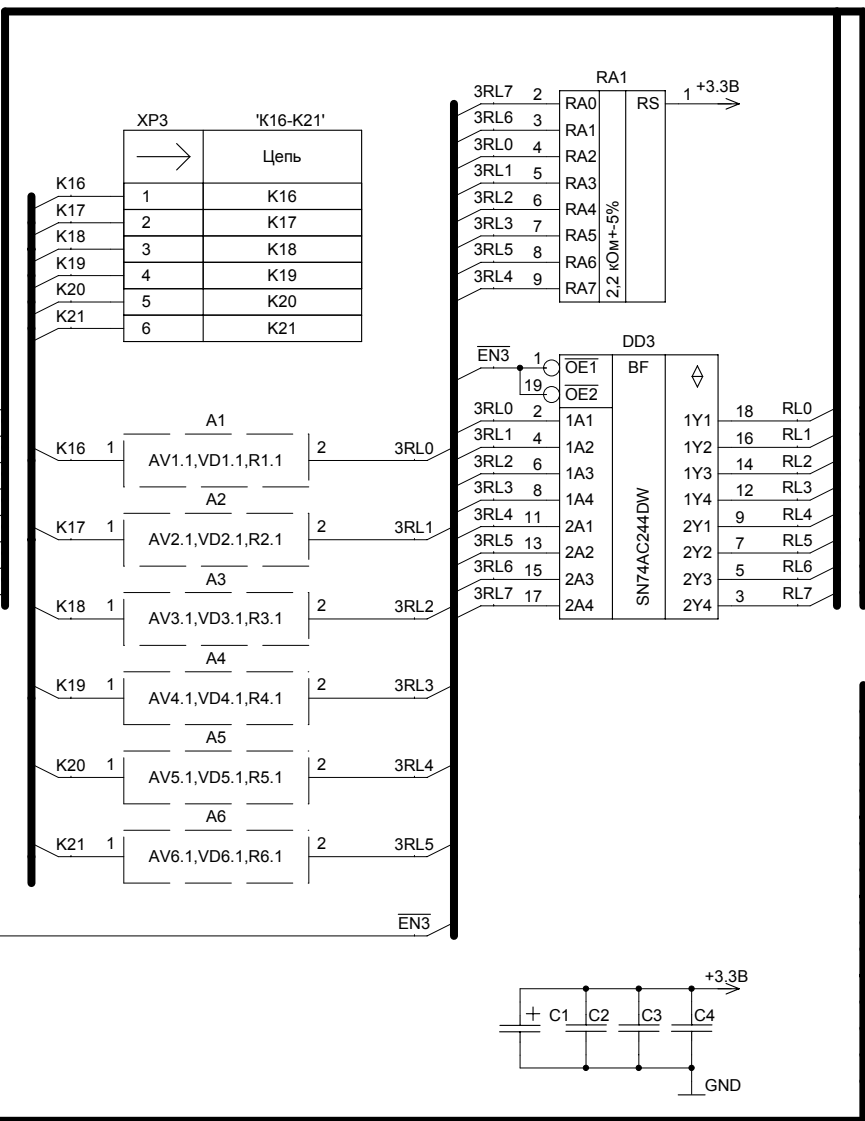 XP3 'К16-К21'
Цепь
K16 1 K16
K17 2 K17
K18 3 K18
K19 4 K19
K20 5 K20
K21 6 K21
RA1
3RL7 2 RA0 RS 1 +3.3В
3RL6 3 RA1
3RL0 4 RA2
3RL1 5 RA3
3RL2 6 RA4
3RL3 7 RA5
3RL5 8 RA6
3RL4 9 RA7
2,2 кОм+-5%
DD3
EN3 1 OE1 BF
19 OE2
3RL0 2 1A1 1Y1 18 RL0
3RL1 4 1A2 1Y2 16 RL1
3RL2 6 1A3 1Y3 14 RL2
3RL3 8 1A4 1Y4 12 RL3
3RL4 11 2A1 2Y1 9 RL4
3RL5 13 2A2 2Y2 7 RL5
3RL6 15 2A3 2Y3 5 RL6
3RL7 17 2A4 2Y4 3 RL7
SN74AC244DW
A1
K16 1 AV1.1,VD1.1,R1.1 2 3RL0
A2
K17 1 AV2.1,VD2.1,R2.1 2 3RL1
A3
K18 1 AV3.1,VD3.1,R3.1 2 3RL2
A4
K19 1 AV4.1,VD4.1,R4.1 2 3RL3
A5
K20 1 AV5.1,VD5.1,R5.1 2 3RL4
A6
K21 1 AV6.1,VD6.1,R6.1 2 3RL5
EN3
+3.3В
+ C1 C2 C3 C4
GND